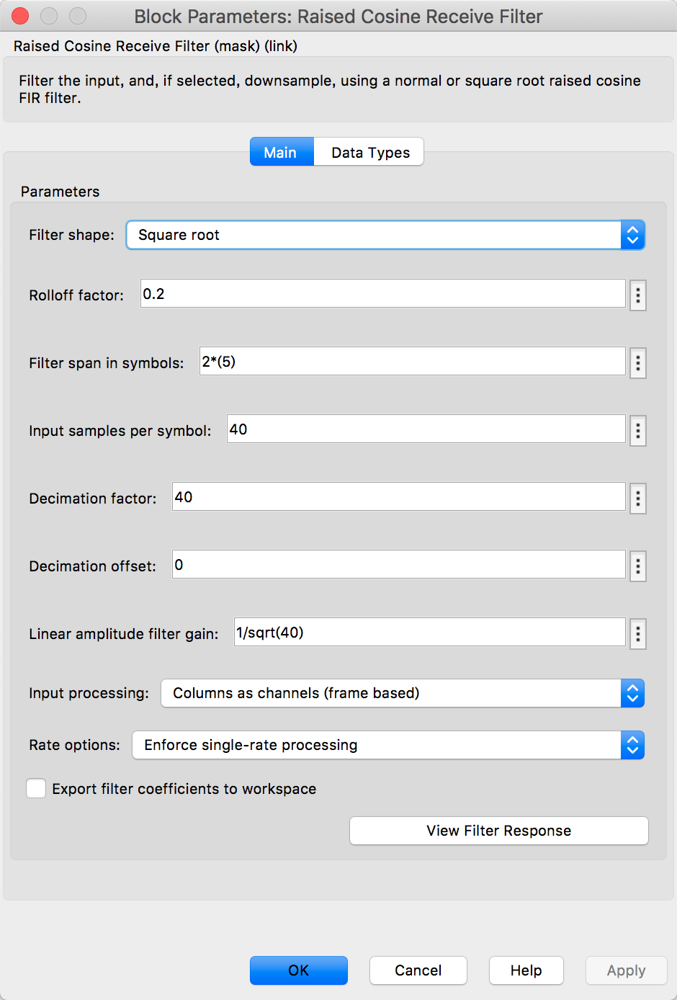 Block Parameters: Raised Cosine Receive Filter
Raised Cosine Receive Filter (mask) (link)
Filter the input, and, if selected, downsample, using a normal or square root raised cosine
FIR filter.
Main Data Types
Parameters
Filter shape: Square root
Rolloff factor: 0.2
Filter span in symbols: 2*(5)
Input samples per symbol: 40
Decimation factor: 40
Decimation offset: 0
Linear amplitude filter gain: 1/sqrt(40)
Input processing: Columns as channels (frame based)
Rate options: Enforce single-rate processing
Export filter coefficients to workspace
View Filter Response
OK Cancel Help Apply